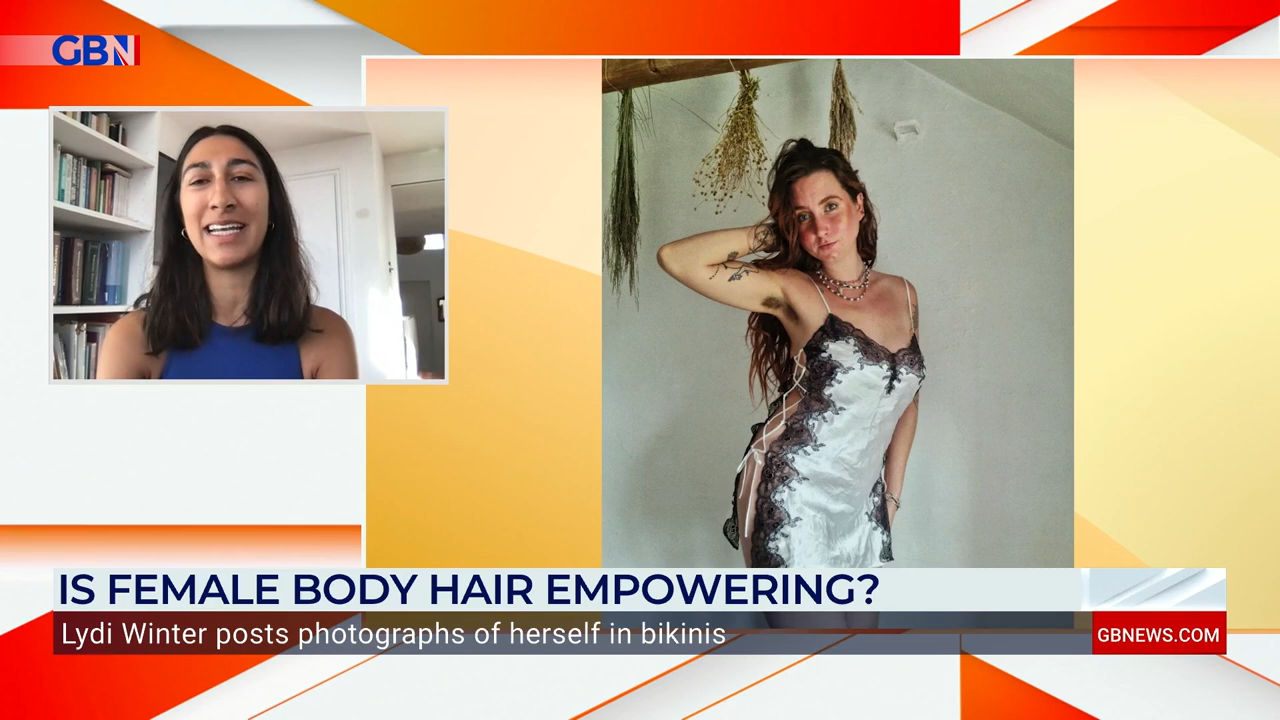 GBN
IS FEMALE BODY HAIR EMPOWERING?
Lydi Winter posts photographs of herself in bikinis
GBNEWS.COM